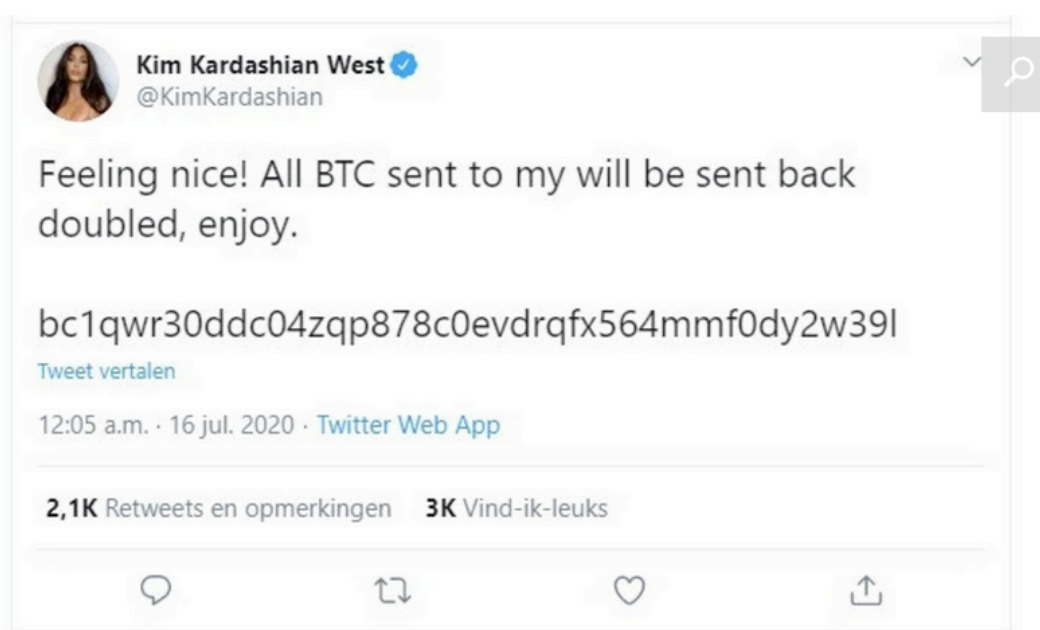 Kim Kardashian West
@KimKardashian
Feeling nice! All BTC sent to my will be sent back
doubled, enjoy.
bc1qwr30ddc04zqp878c0evdrqfx564mmf0dy2w39l
Tweet vertalen
12:05 a.m. · 16 jul. 2020 · Twitter Web App
2,1K Retweets en opmerkingen 3K Vind-ik-leuks